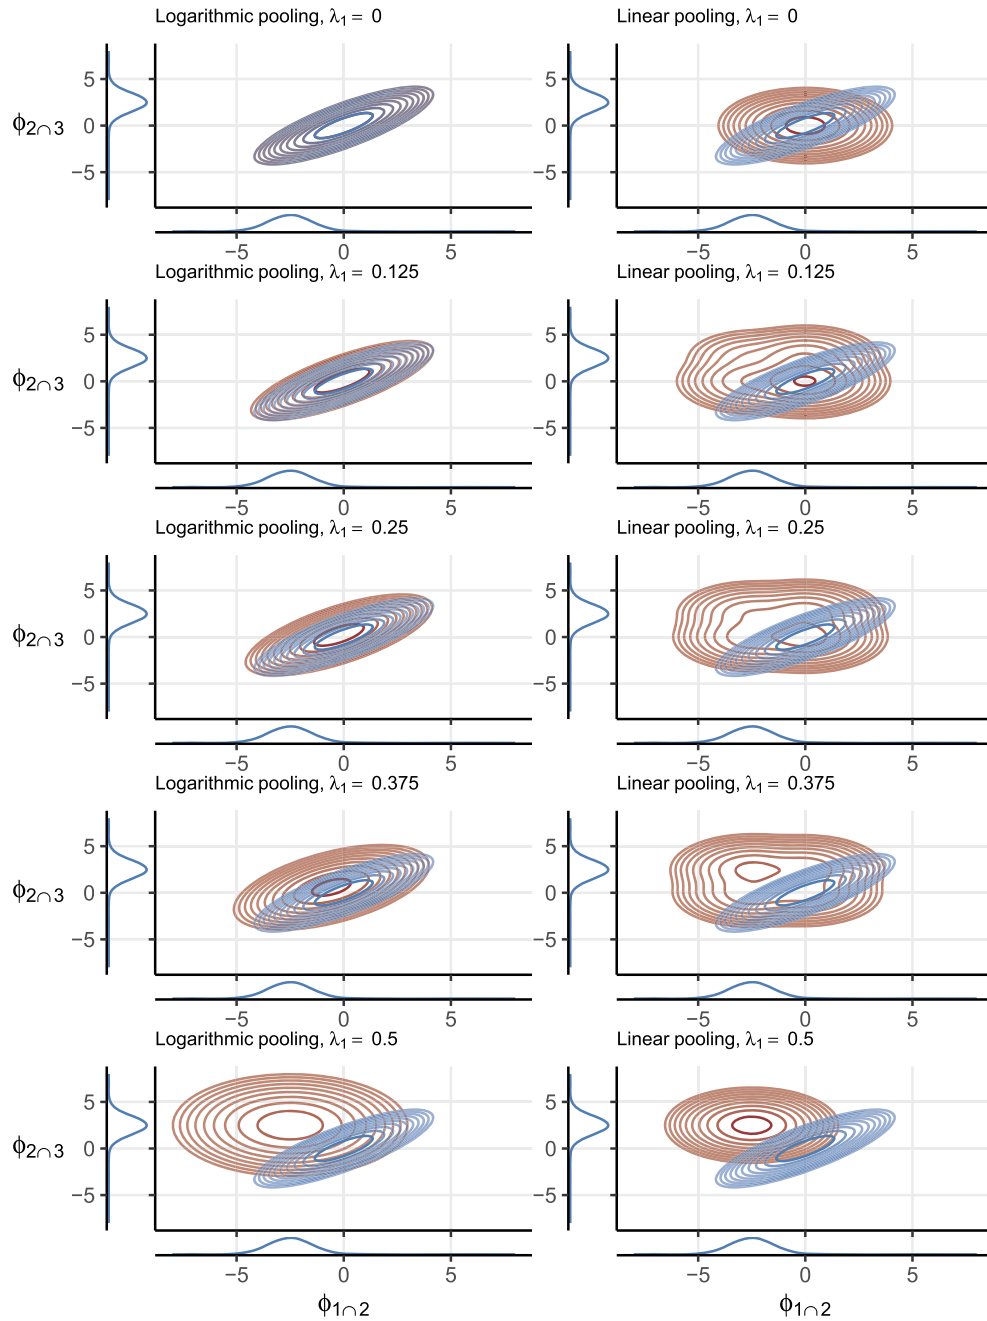 Logarithmic pooling, λ1 = 0
Linear pooling, λ1 = 0
5
0
−5
ϕ2∩3
5
0
−5
−5 0 5
−5 0 5
Logarithmic pooling, λ1 = 0.125
Linear pooling, λ1 = 0.125
5
0
−5
ϕ2∩3
5
0
−5
−5 0 5
−5 0 5
Logarithmic pooling, λ1 = 0.25
Linear pooling, λ1 = 0.25
5
0
−5
ϕ2∩3
5
0
−5
−5 0 5
−5 0 5
Logarithmic pooling, λ1 = 0.375
Linear pooling, λ1 = 0.375
5
0
−5
ϕ2∩3
5
0
−5
−5 0 5
−5 0 5
Logarithmic pooling, λ1 = 0.5
Linear pooling, λ1 = 0.5
5
0
−5
ϕ2∩3
5
0
−5
−5 0 5
−5 0 5
ϕ1∩2
ϕ1∩2